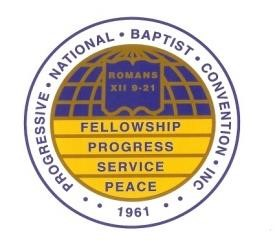 PROGRESSIVE • NATIONAL • BAPTIST • CONVENTION • INC •
ROMANS
XII 9-21
FELLOWSHIP
PROGRESS
SERVICE
PEACE
• 1961 •